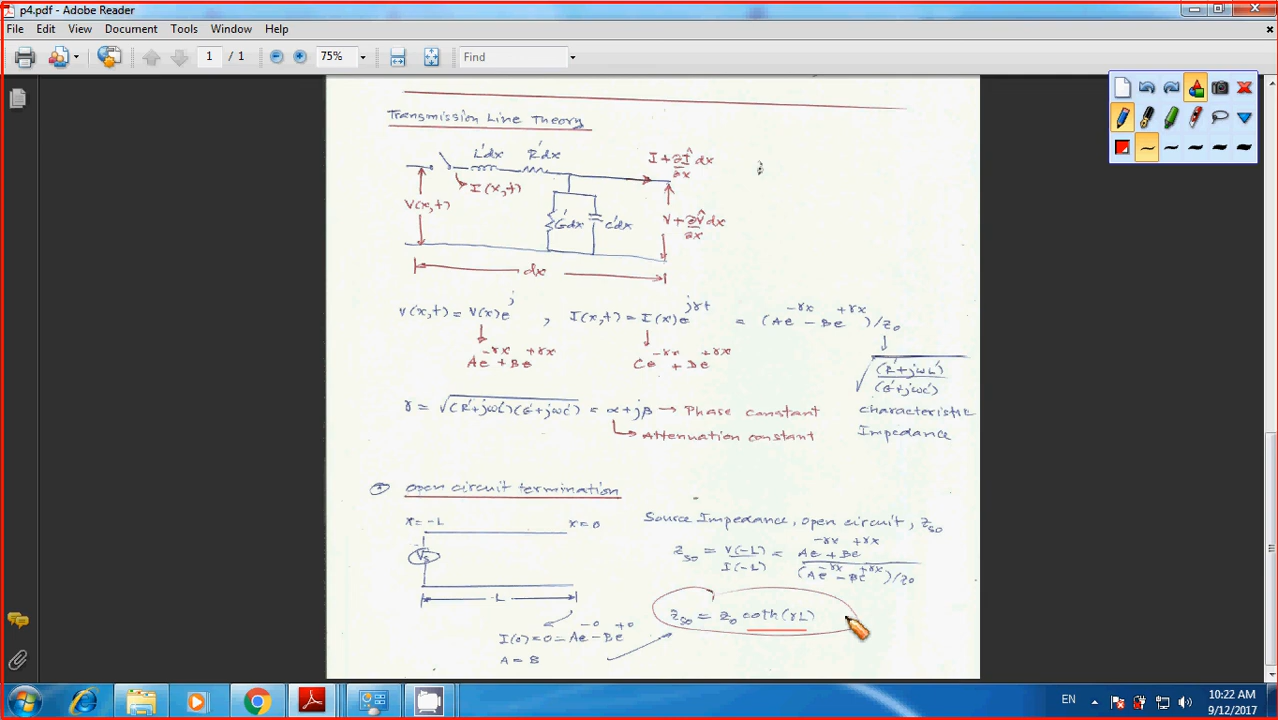 p4.pdf - Adobe Reader
File Edit View Document Tools Window Help
1 / 1 75% Find
Transmission Line Theory
L'dx R'dx
I + ∂Î/∂x dx
I(x,t)
V(x,t)
G'dx C'dx
V + ∂V̂/∂x dx
dx
V(x,t) = V(x)e^j , I(x,t) = I(x)e^jγt = (Ae^-γx - Be^+γx)/Z0
Ae^-γx + Be^+γx
Ce^-γx + De^+γx
√(R'+jωL')/(G'+jωC')
γ = √(R'+jωL')(G'+jωC') = α+jβ → Phase constant
characteristic
Attenuation constant
Impedance
open circuit termination
x=-L x=0
Source Impedance, open circuit, Zso
Vs
Zso = V(-L)/I(-L) = Ae^-γx + Be^+γx/(Ae^-γx - Be^+γx)/Z0
-L
Zso = Z0 coth(γL)
I(0)=0=Ae^-0 - Be^+0
A=B
EN
10:22 AM
9/12/2017